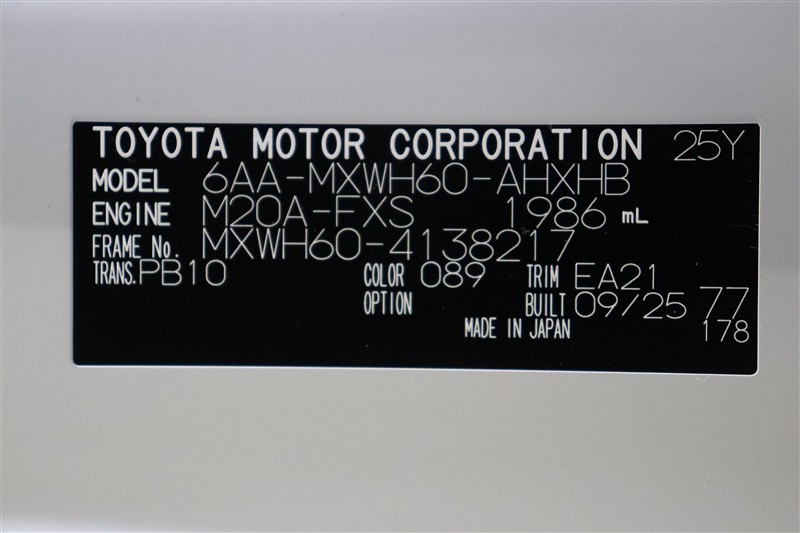 TOYOTA MOTOR CORPORATION 25Y
MODEL 6AA-MXWH60-AHXHB
ENGINE M20A-FXS 1986 mL
FRAME No. MXWH60-4138217
TRANS. PB10 COLOR 089 TRIM EA21
OPTION BUILT 09/25 77
MADE IN JAPAN 178